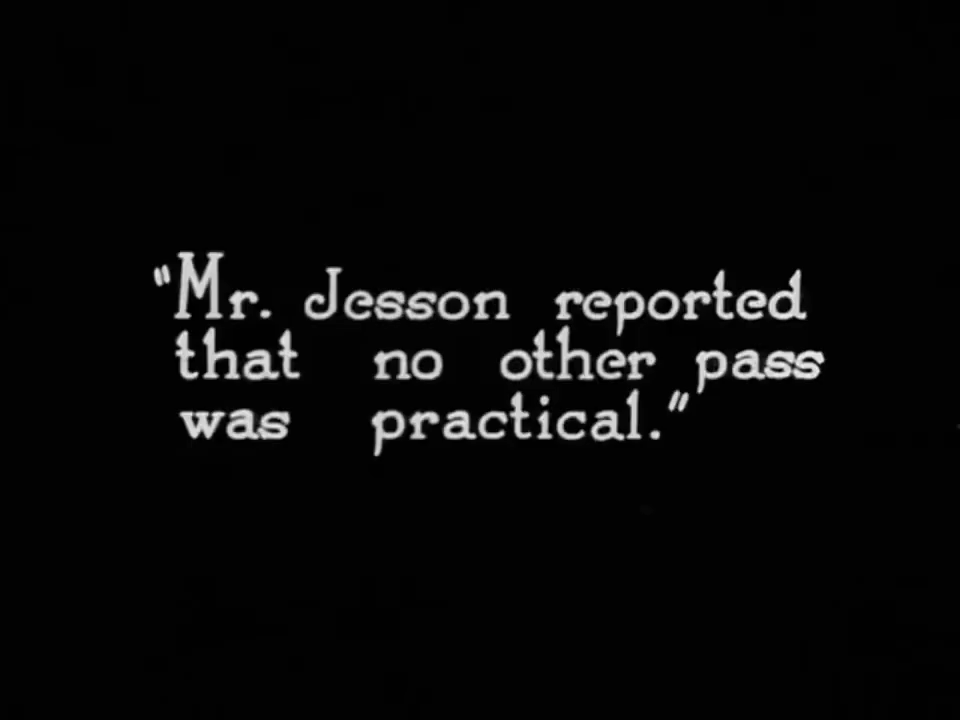 "Mr. Jesson reported
that no other pass
was practical."